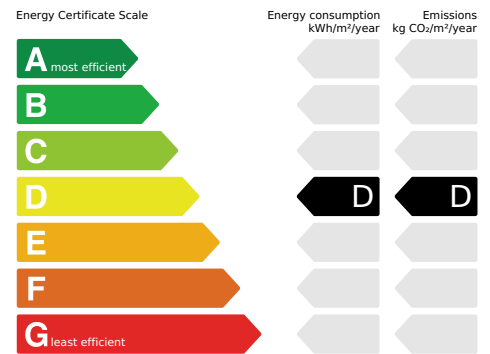 Energy Certificate Scale
Energy consumption
kWh/m²/year
Emissions
kg CO₂/m²/year
A most efficient
B
C
D D D
E
F
G least efficient